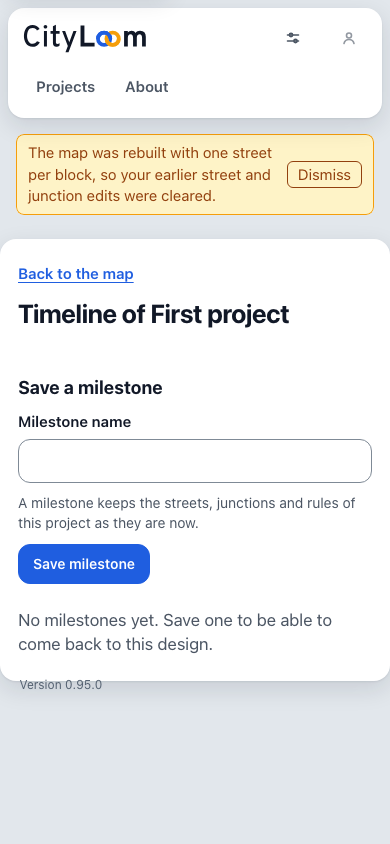 CityLoom
Projects
About
The map was rebuilt with one street
per block, so your earlier street and
junction edits were cleared.
Dismiss
Back to the map
Timeline of First project
Save a milestone
Milestone name
A milestone keeps the streets, junctions and rules of
this project as they are now.
Save milestone
No milestones yet. Save one to be able to
come back to this design.
Version 0.95.0